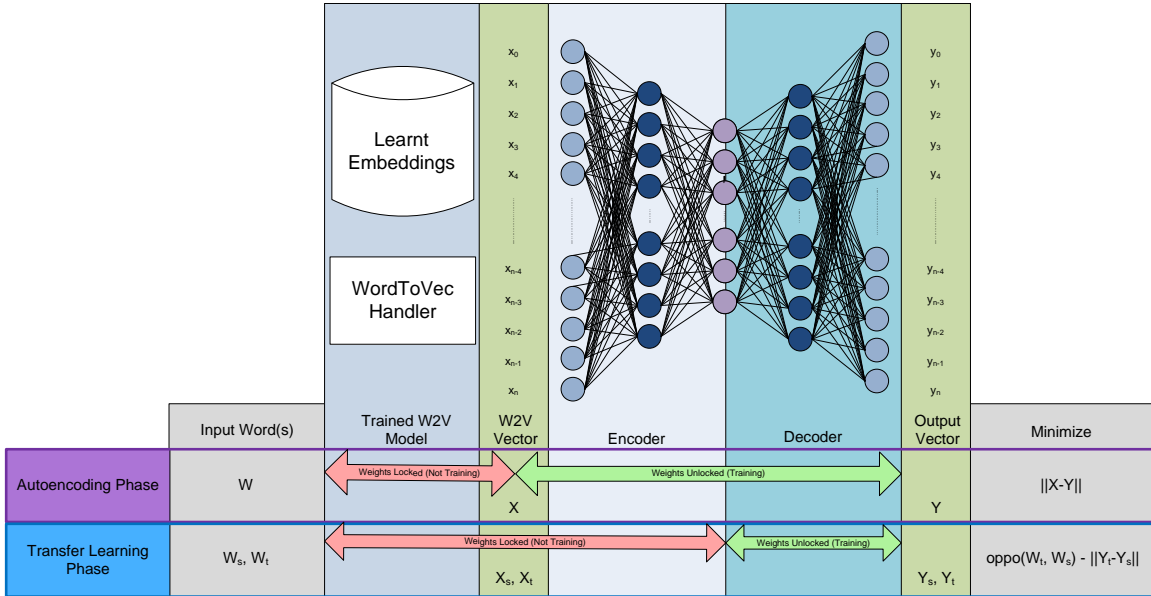 x0
x1
x2
x3
x4
xn-4
xn-3
xn-2
xn-1
xn
y0
y1
y2
y3
y4
yn-4
yn-3
yn-2
yn-1
yn
Learnt
Embeddings
WordToVec
Handler
Input Word(s)
Trained W2V
Model
W2V
Vector
Encoder
Decoder
Output
Vector
Minimize
Autoencoding Phase
W
Weights Locked (Not Training)
Weights Unlocked (Training)
X
Y
||X-Y||
Transfer Learning
Phase
Ws, Wt
Weights Locked (Not Training)
Weights Unlocked (Training)
Xs, Xt
Ys, Yt
oppo(Wt, Ws) - ||Yt-Ys||